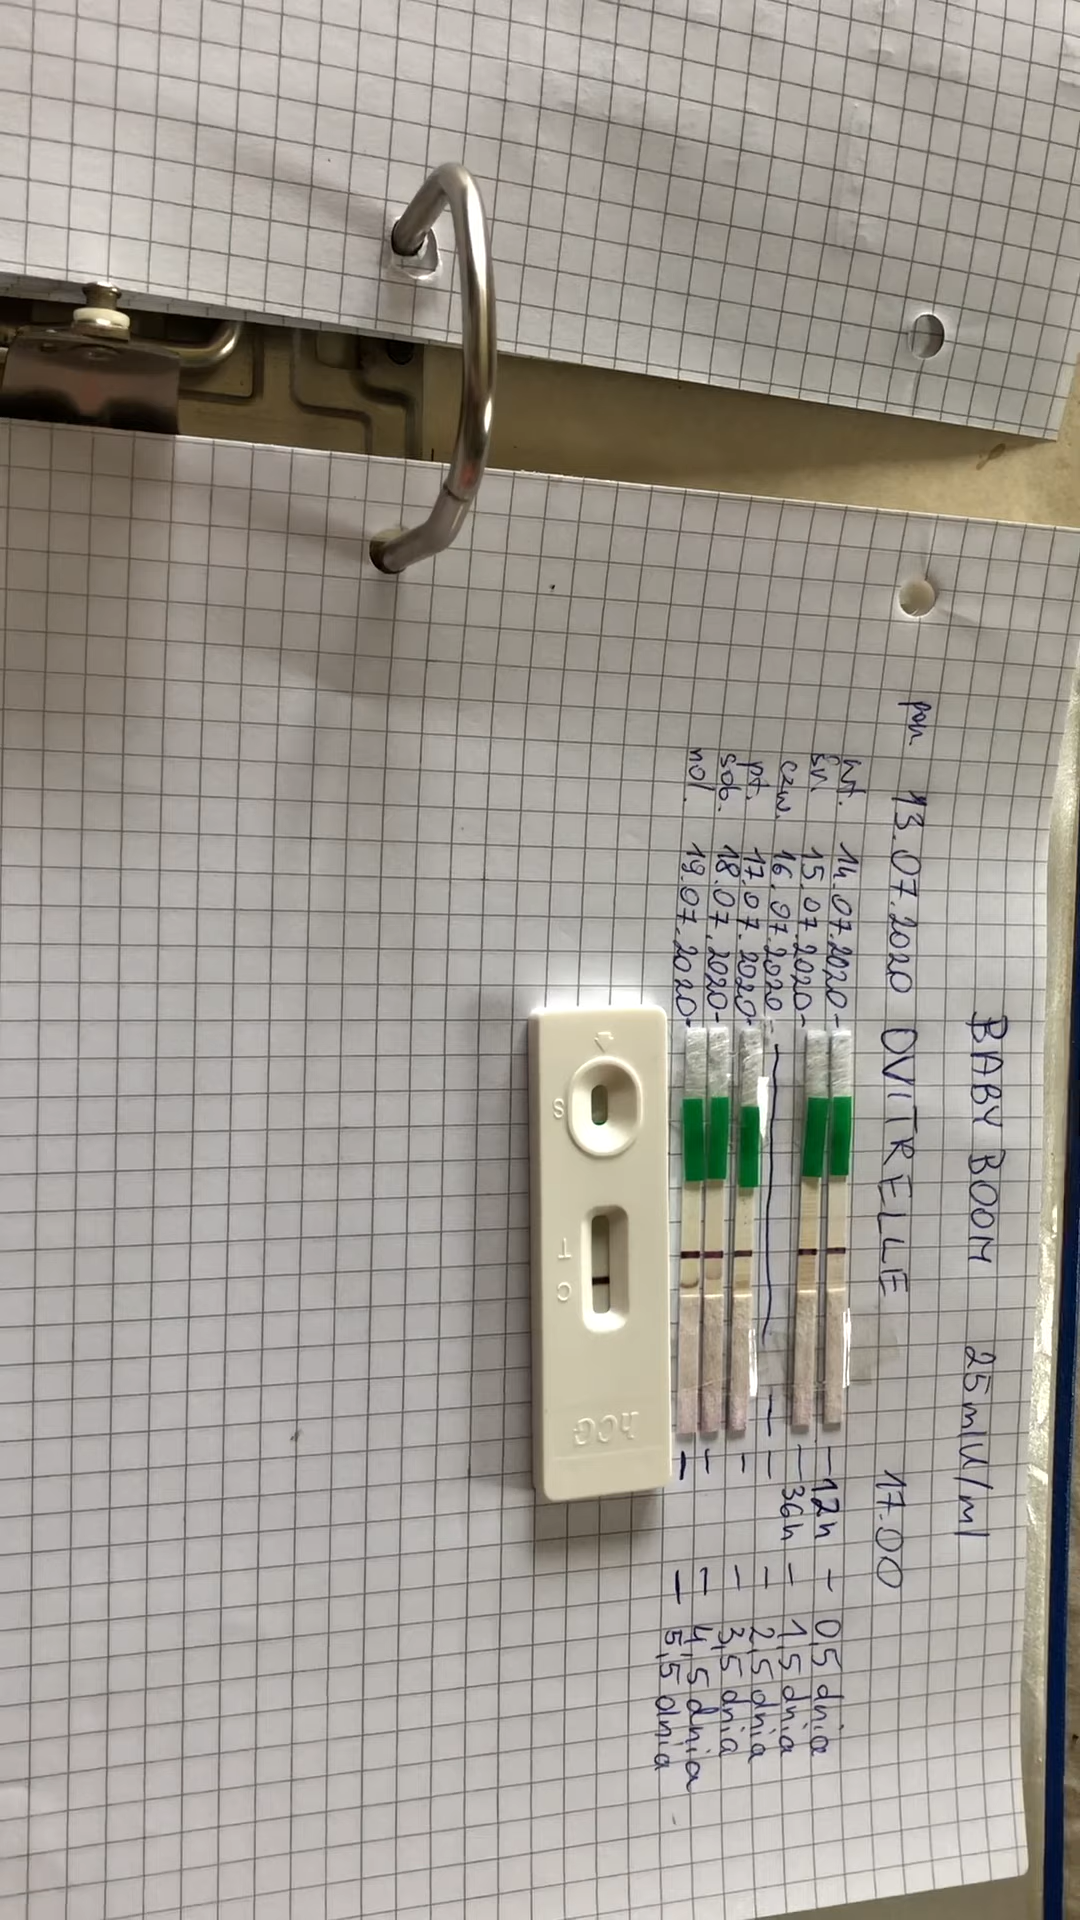 BABY BOOM 25mIU/ml
pon 13.07.2020 OVITRELLE 17.00
wt. 14.07.2020 - - 12h - 0,5 dnia
śr. 15.07.2020 - - 36h - 1,5 dnia
czw. 16.07.2020 - - - 2,5 dnia
pt. 17.07.2020 - - - 3,5 dnia
sob. 18.07.2020 - - - 4,5 dnia
nd. 19.07.2020 - - - 5,5 dnia
S
T C
hCG